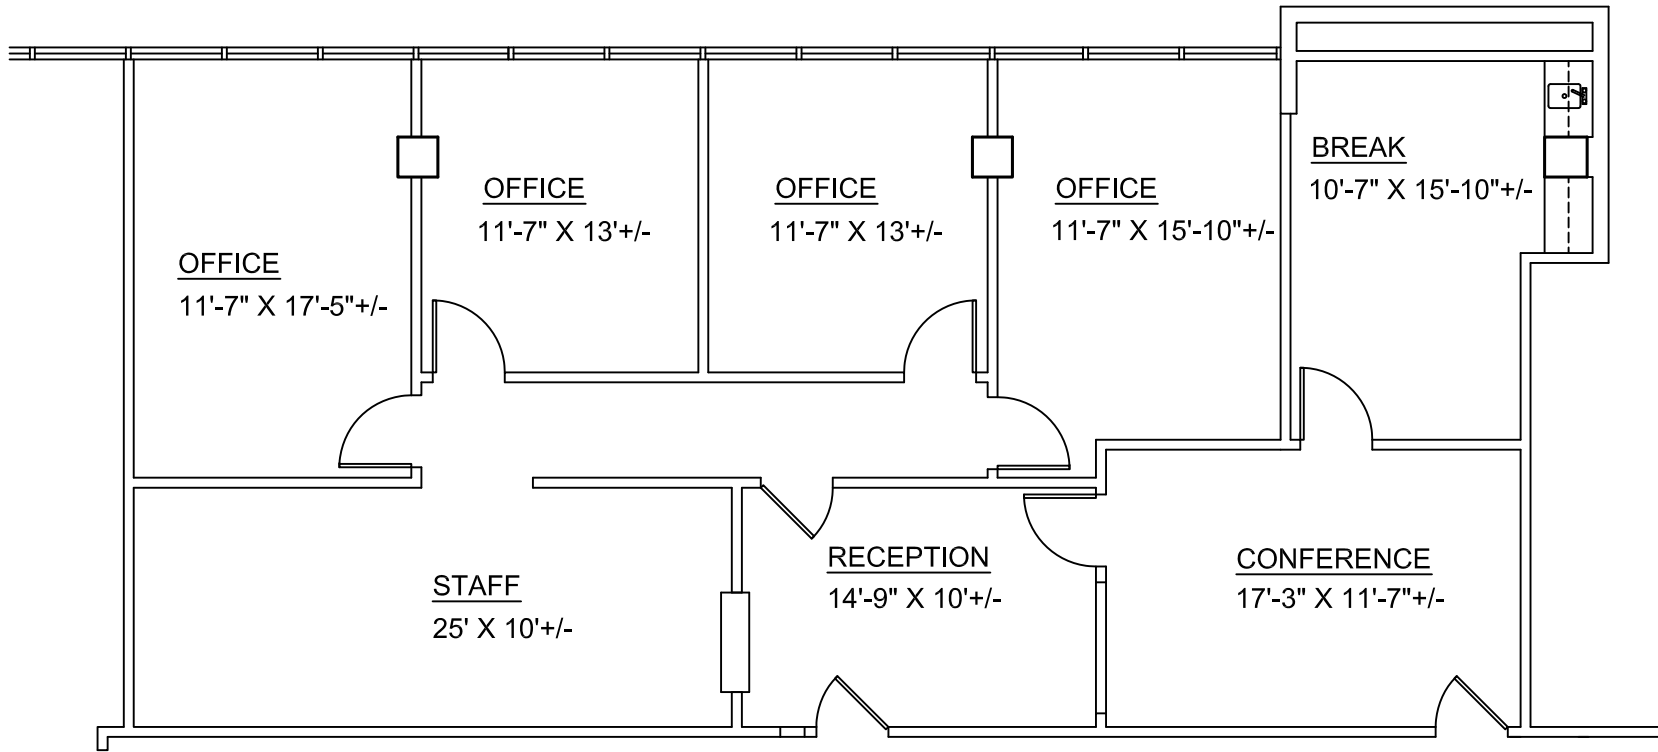 OFFICE
11'-7" X 17'-5"+/-
OFFICE
11'-7" X 13'+/-
OFFICE
11'-7" X 13'+/-
OFFICE
11'-7" X 15'-10"+/-
BREAK
10'-7" X 15'-10"+/-
STAFF
25' X 10'+/-
RECEPTION
14'-9" X 10'+/-
CONFERENCE
17'-3" X 11'-7"+/-